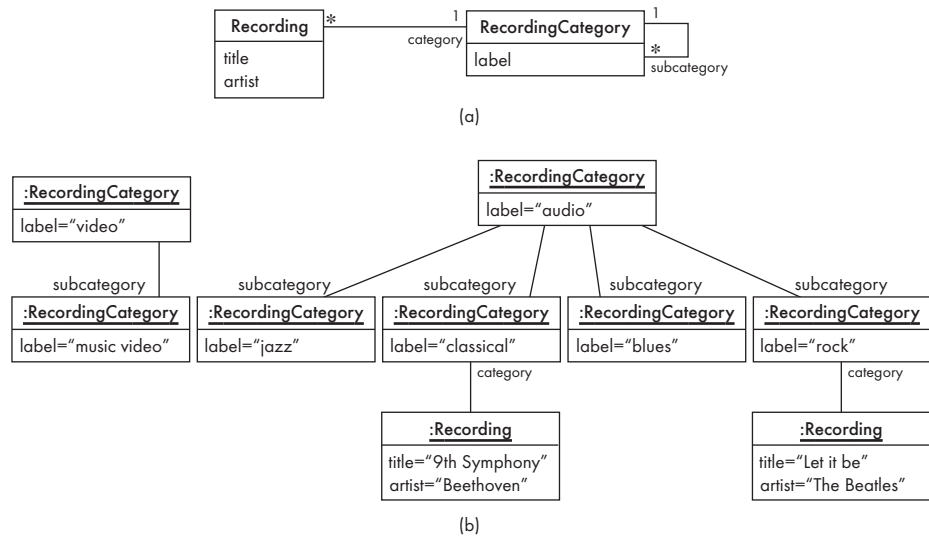 Recording
* 1
category
RecordingCategory
1
title
artist
label
*
subcategory
(a)
:RecordingCategory
label=“audio”
:RecordingCategory
label=“video”
subcategory subcategory subcategory subcategory subcategory
:RecordingCategory :RecordingCategory :RecordingCategory :RecordingCategory :RecordingCategory
label=“music video” label=“jazz” label=“classical” label=“blues” label=“rock”
category category
:Recording :Recording
title=“9th Symphony” title=“Let it be”
artist=“Beethoven” artist=“The Beatles”
(b)